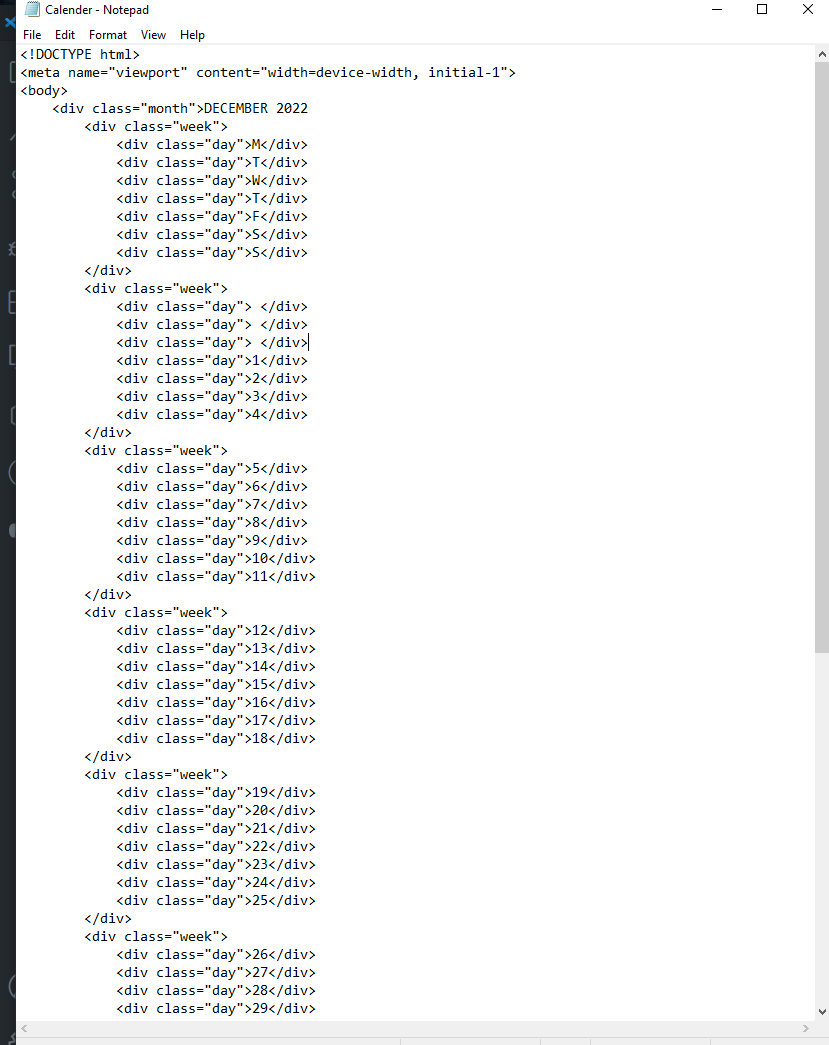 Calender - Notepad
File Edit Format View Help
<!DOCTYPE html>
<meta name="viewport" content="width=device-width, initial-1">
<body>
    <div class="month">DECEMBER 2022
        <div class="week">
            <div class="day">M</div>
            <div class="day">T</div>
            <div class="day">W</div>
            <div class="day">T</div>
            <div class="day">F</div>
            <div class="day">S</div>
            <div class="day">S</div>
        </div>
        <div class="week">
            <div class="day"> </div>
            <div class="day"> </div>
            <div class="day"> </div>
            <div class="day">1</div>
            <div class="day">2</div>
            <div class="day">3</div>
            <div class="day">4</div>
        </div>
        <div class="week">
            <div class="day">5</div>
            <div class="day">6</div>
            <div class="day">7</div>
            <div class="day">8</div>
            <div class="day">9</div>
            <div class="day">10</div>
            <div class="day">11</div>
        </div>
        <div class="week">
            <div class="day">12</div>
            <div class="day">13</div>
            <div class="day">14</div>
            <div class="day">15</div>
            <div class="day">16</div>
            <div class="day">17</div>
            <div class="day">18</div>
        </div>
        <div class="week">
            <div class="day">19</div>
            <div class="day">20</div>
            <div class="day">21</div>
            <div class="day">22</div>
            <div class="day">23</div>
            <div class="day">24</div>
            <div class="day">25</div>
        </div>
        <div class="week">
            <div class="day">26</div>
            <div class="day">27</div>
            <div class="day">28</div>
            <div class="day">29</div>